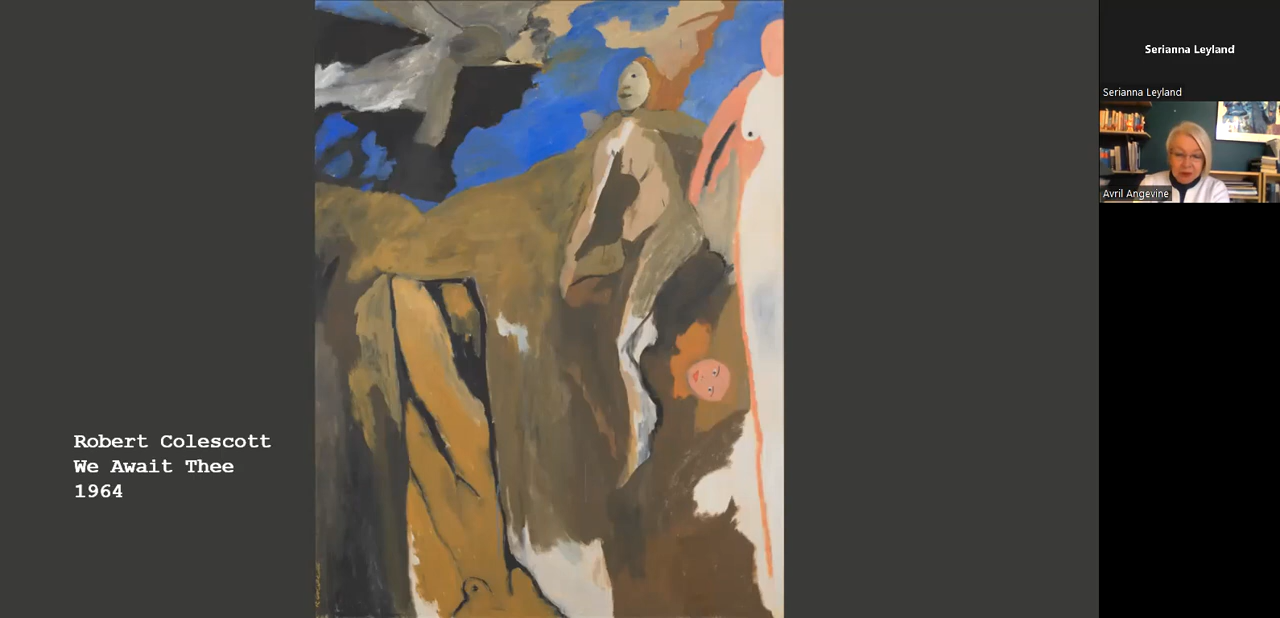 Robert Colescott
We Await Thee
1964
Serianna Leyland
Serianna Leyland
Avril Angevine